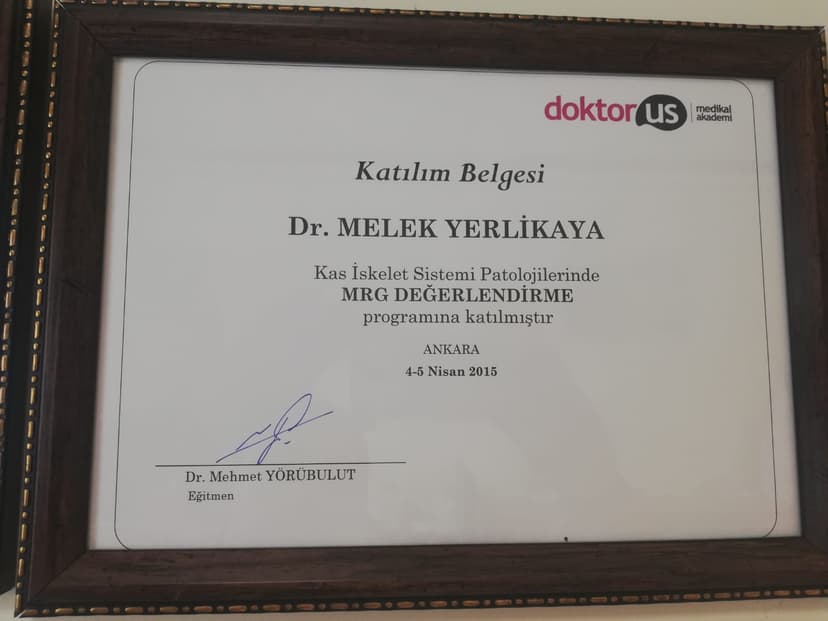 doktorus medikal
akademi
Katılım Belgesi
Dr. MELEK YERLİKAYA
Kas İskelet Sistemi Patolojilerinde
MRG DEĞERLENDİRME
programına katılmıştır
ANKARA
4-5 Nisan 2015
Dr. Mehmet YÖRÜBULUT
Eğitmen